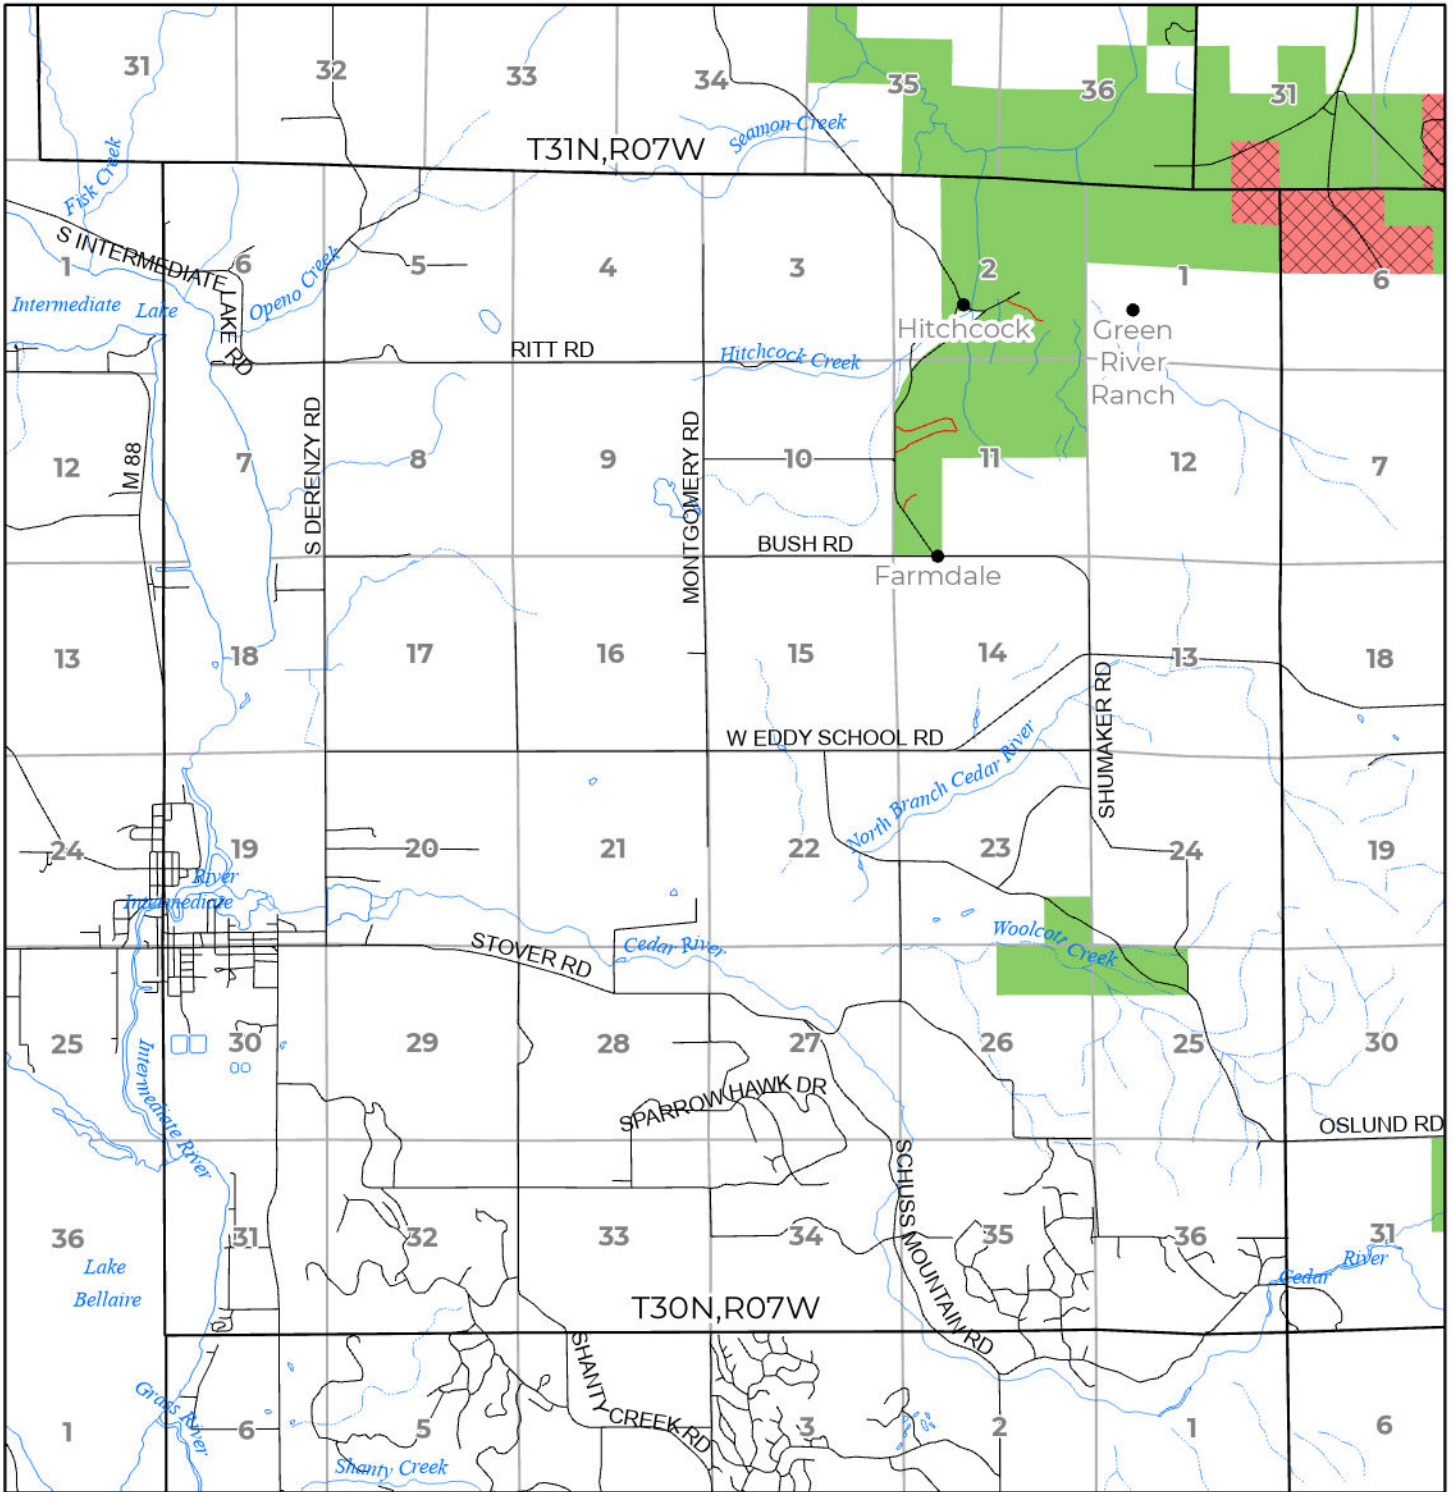 31
32
33
34
35
36
31
Seamon Creek
T31N,R07W
Fisk Creek
S INTERMEDIATE LAKE RD
1
6
Openo Creek
5
4
3
2
1
6
Intermediate Lake
Hitchcock
Green
River
Ranch
RITT RD
Hitchcock Creek
12
M 88
7
S DERENZY RD
8
9
MONTGOMERY RD
10
11
12
7
BUSH RD
Farmdale
13
18
17
16
15
14
13
18
SHUMAKER RD
W EDDY SCHOOL RD
North Branch Cedar River
24
19
20
21
22
23
24
19
River
Intermediate
Woolcott Creek
STOVER RD
Cedar River
25
30
29
28
27
26
25
30
Intermediate River
SPARROW HAWK DR
OSLUND RD
SCHUSS MOUNTAIN RD
36
31
32
33
34
35
36
31
Lake
Bellaire
Cedar River
T30N,R07W
SHANTY CREEK RD
Grass River
1
6
5
3
2
1
6
Shanty Creek